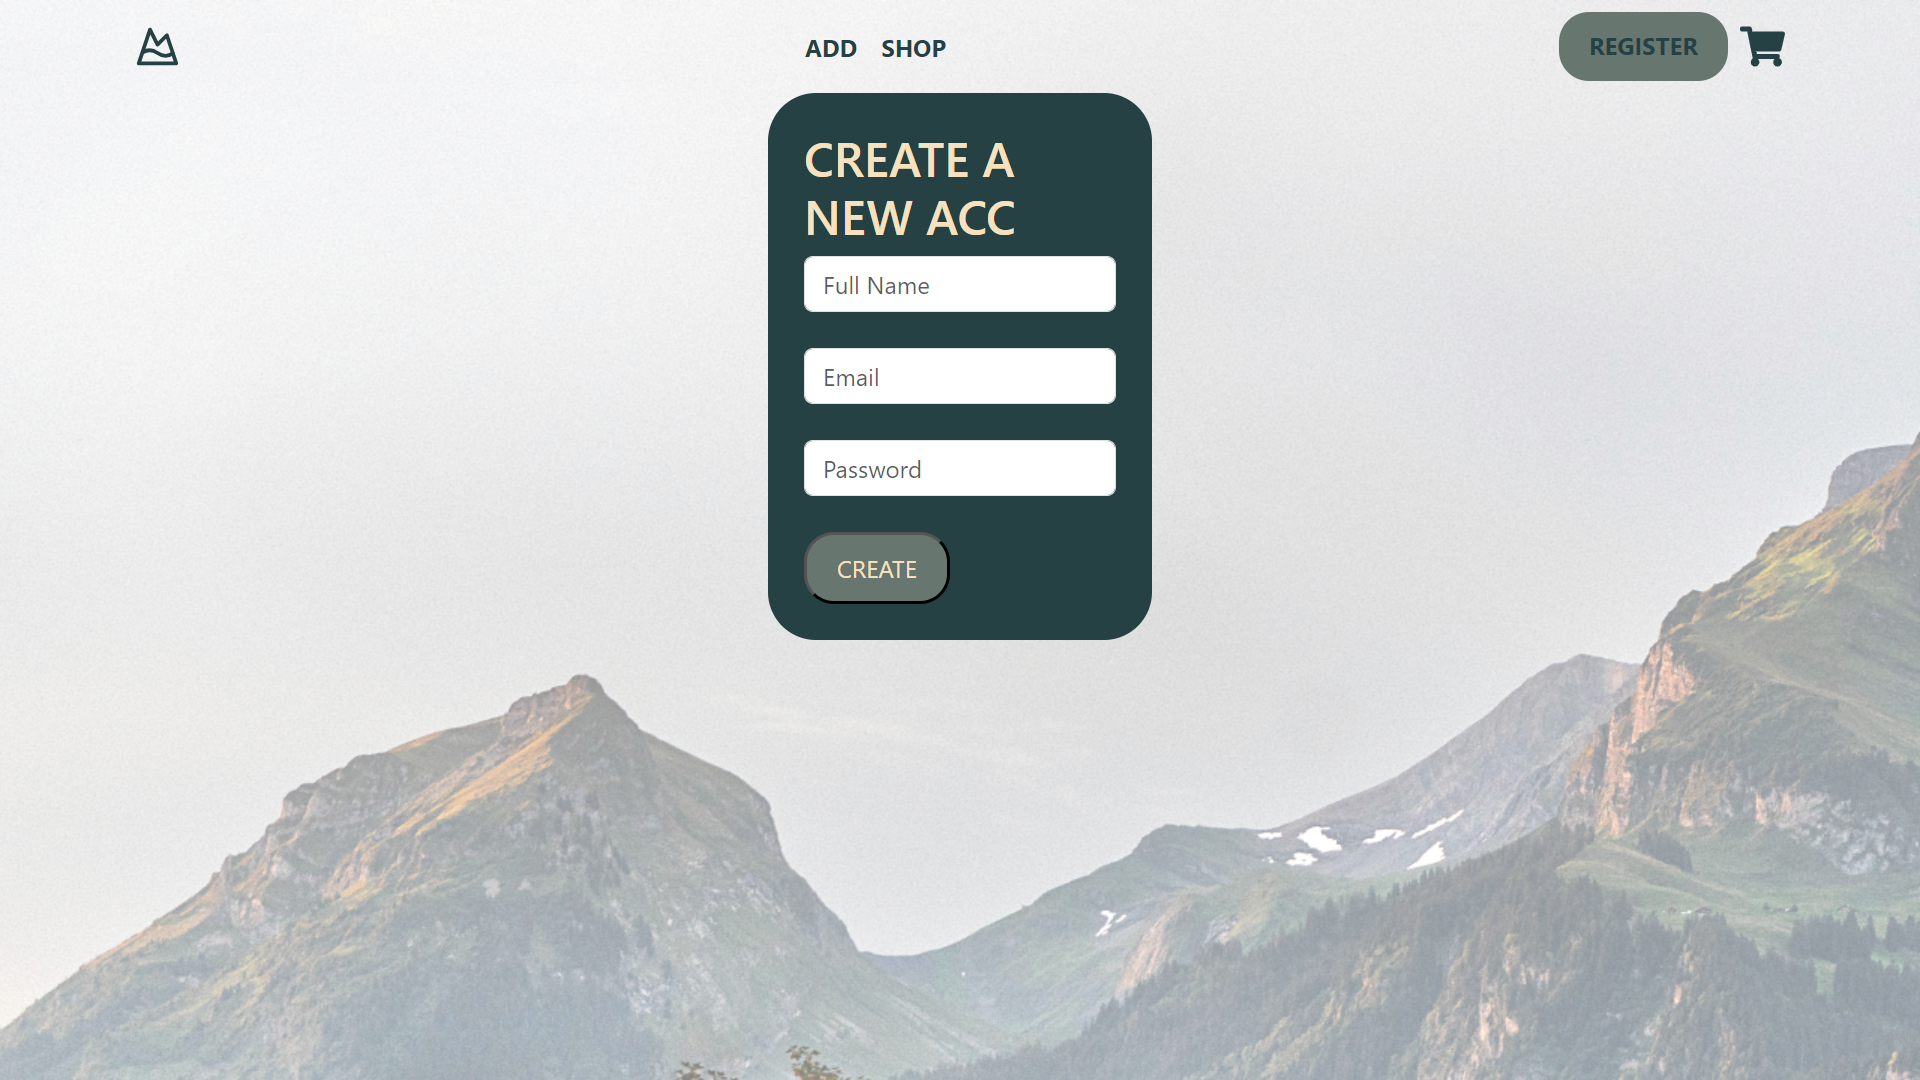 ADD SHOP REGISTER
CREATE A
NEW ACC
Full Name
Email
Password
CREATE